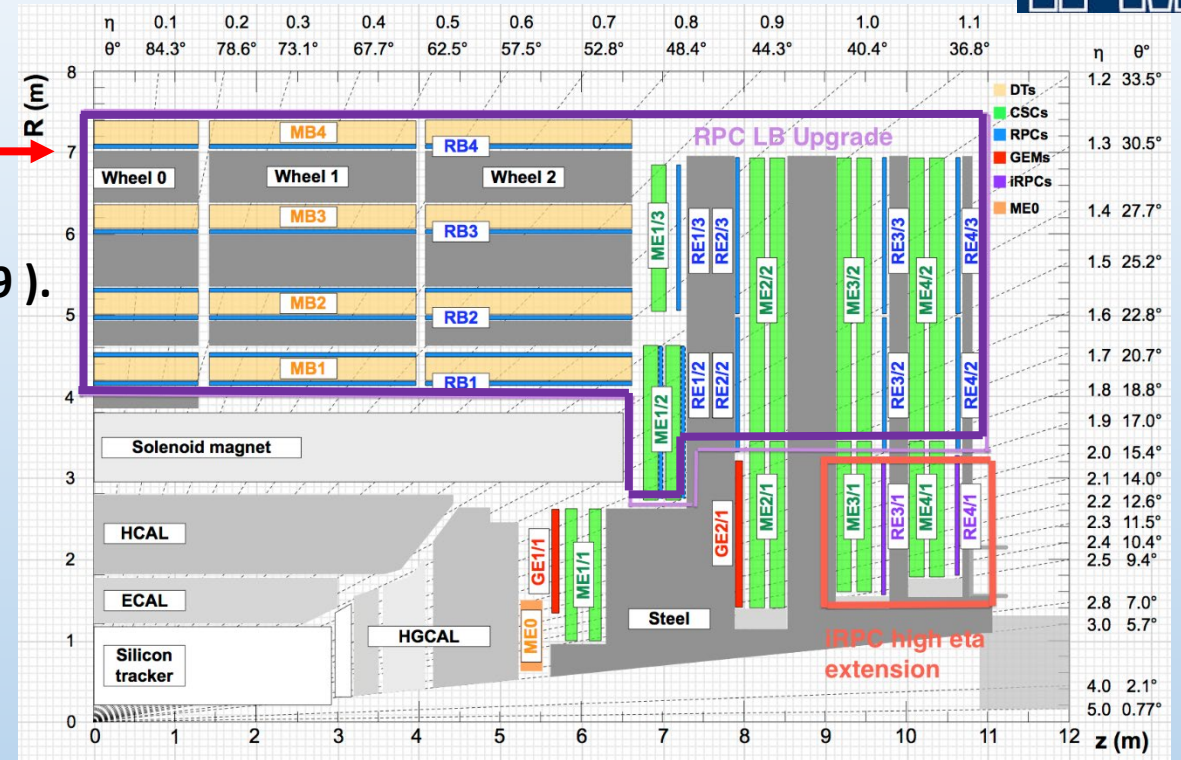 η 0.1 0.2 0.3 0.4 0.5 0.6 0.7 0.8 0.9 1.0 1.1
θ° 84.3° 78.6° 73.1° 67.7° 62.5° 57.5° 52.8° 48.4° 44.3° 40.4° 36.8°
η θ°
1.2 33.5°
1.3 30.5°
1.4 27.7°
1.5 25.2°
1.6 22.8°
1.7 20.7°
1.8 18.8°
1.9 17.0°
2.0 15.4°
2.1 14.0°
2.2 12.6°
2.3 11.5°
2.4 10.4°
2.5 9.4°
2.8 7.0°
3.0 5.7°
4.0 2.1°
5.0 0.77°
R (m)
8
7
6
5
4
3
2
1
0
9 ).
DTs
CSCs
RPCs
GEMs
iRPCs
ME0
RPC LB Upgrade
MB4
RB4
Wheel 0
Wheel 1
Wheel 2
MB3
RB3
MB2
RB2
MB1
RB1
ME1/3
RE1/3
RE2/3
ME2/2
ME3/2
RE3/3
ME4/2
RE4/3
ME1/2
RE1/2
RE2/2
RE3/2
RE4/2
Solenoid magnet
HCAL
ECAL
Silicon
tracker
HGCAL
ME0
GE1/1
ME1/1
Steel
GE2/1
ME2/1
ME3/1
RE3/1
ME4/1
RE4/1
iRPC high eta
extension
0 1 2 3 4 5 6 7 8 9 10 11 12
z (m)